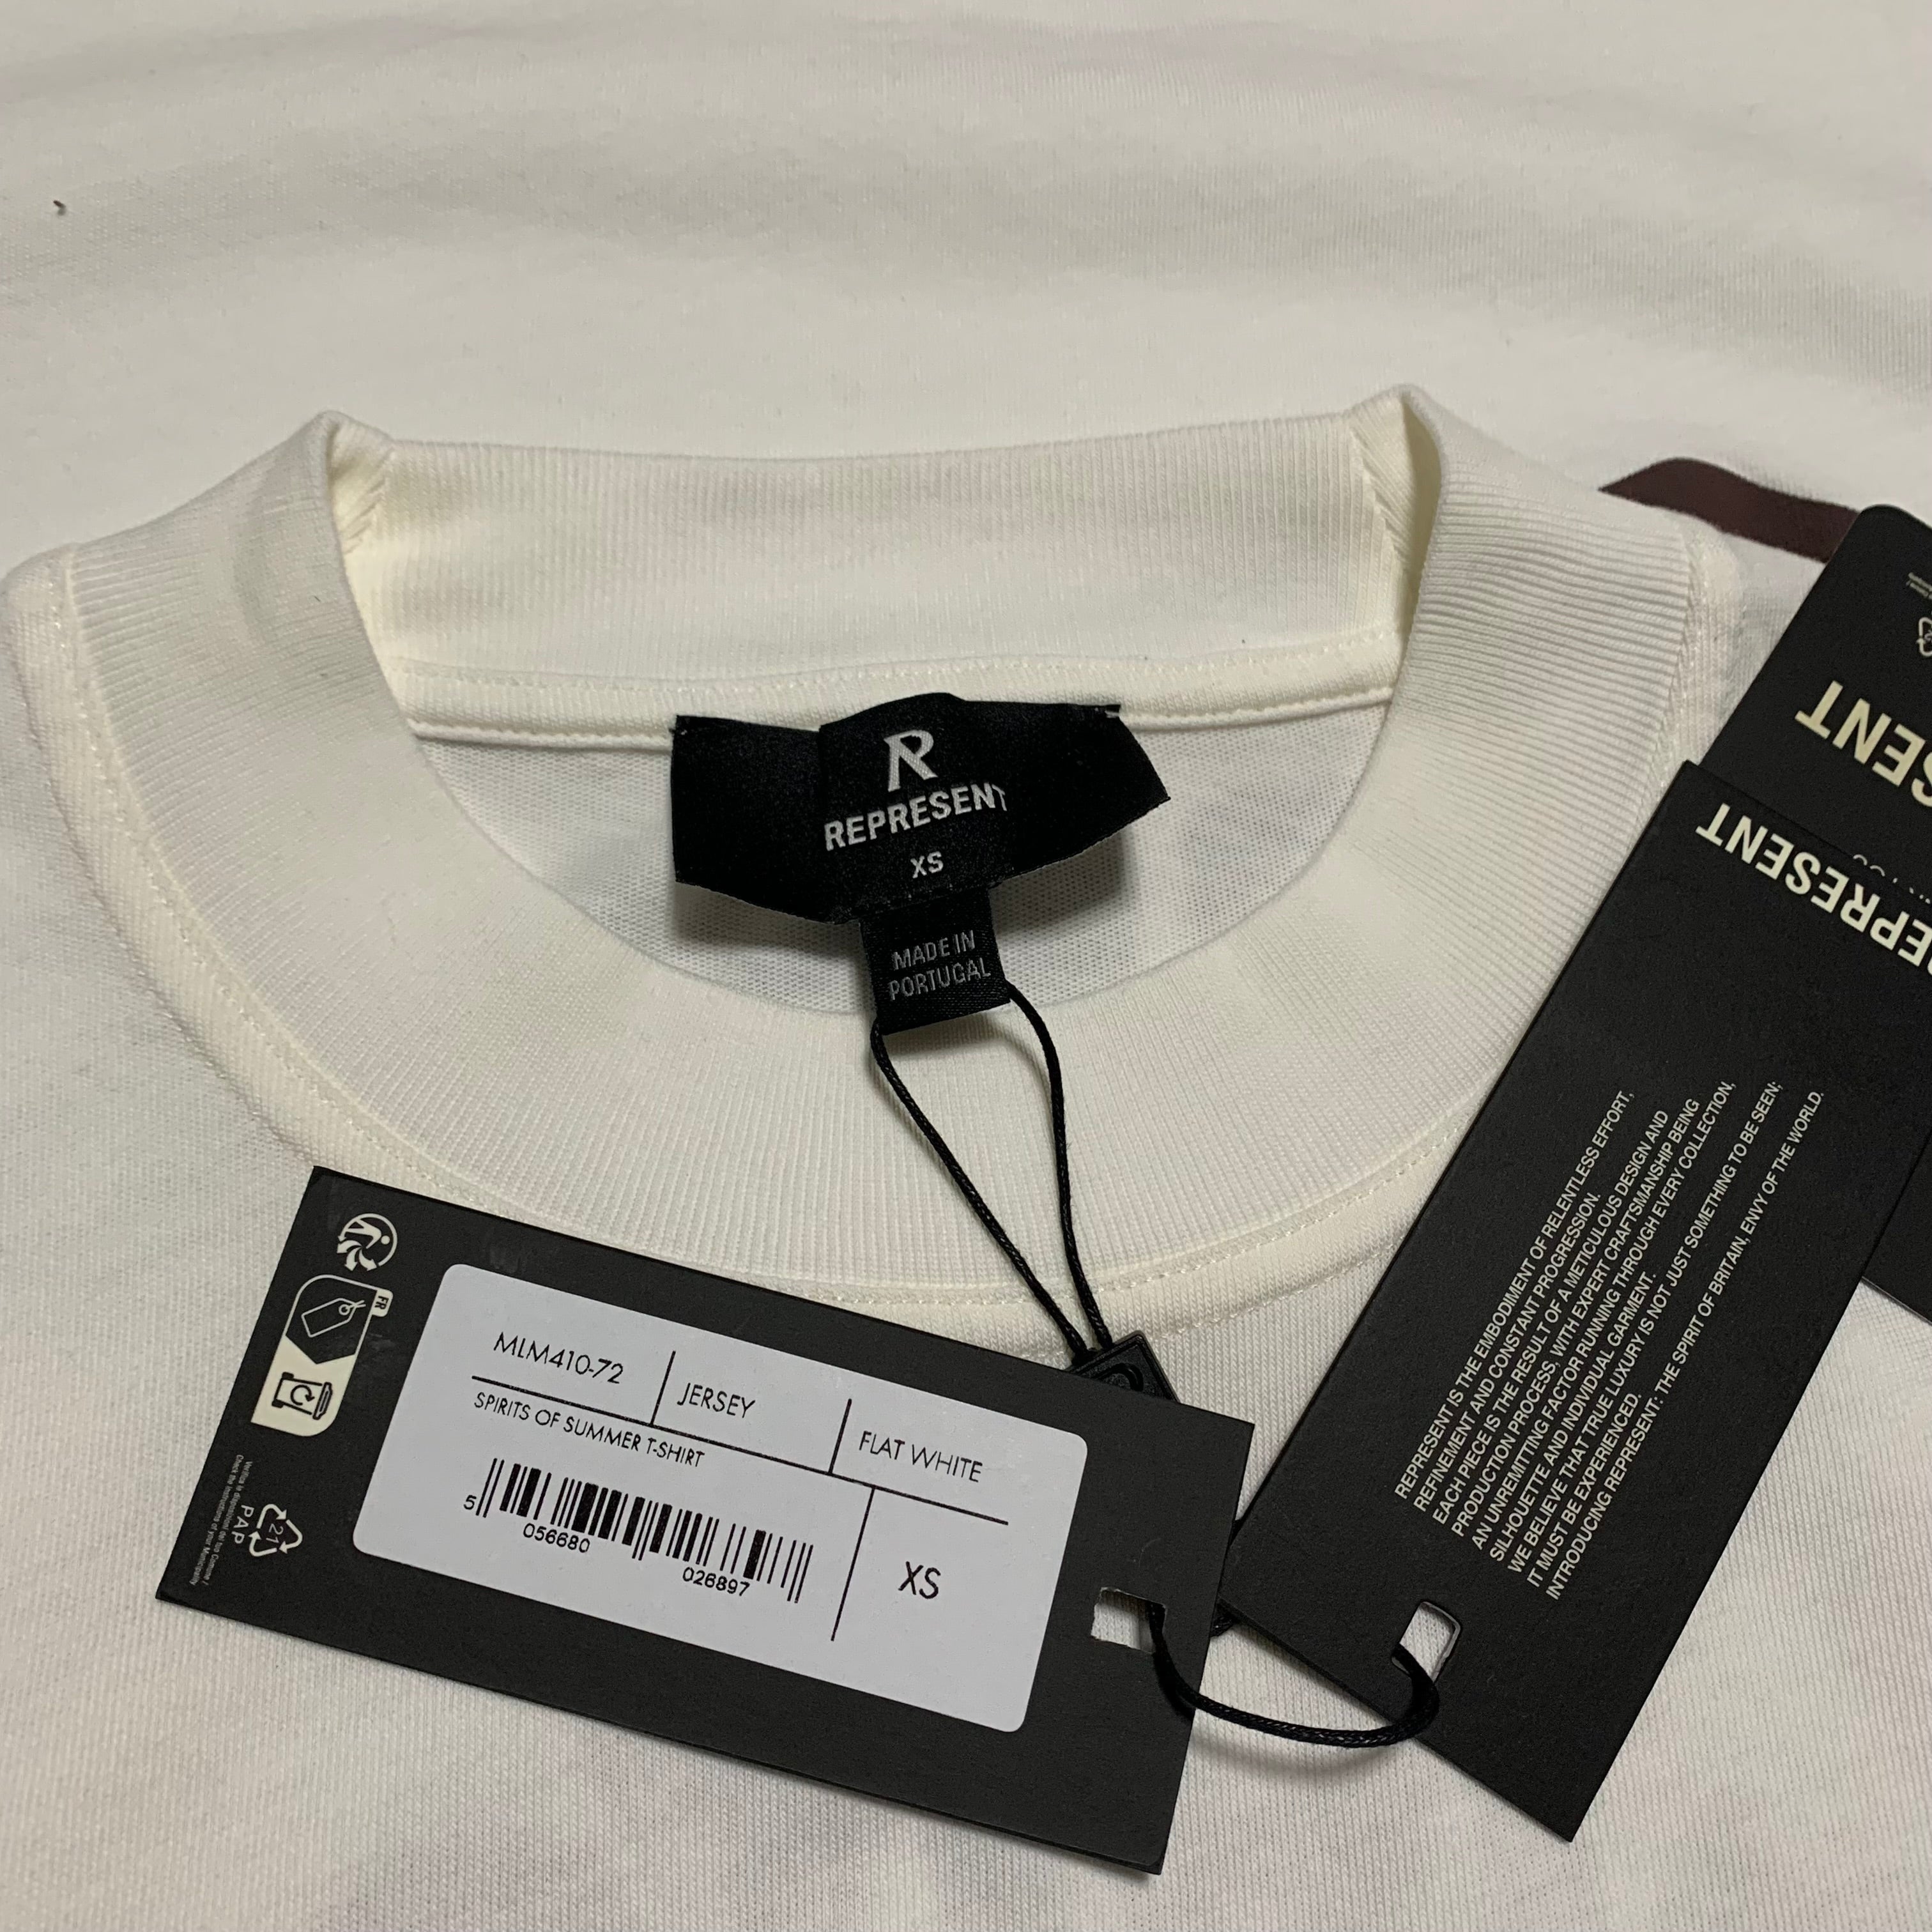 R
REPRESENT
XS
MADE IN
PORTUGAL
MLM410-72
JERSEY
FLAT WHITE
SPIRITS OF SUMMER T-SHIRT
5 056680 026897
XS
FR
21
PAP
SENT
EPRESENT
REPRESENT IS THE EMBODIMENT OF RELENTLESS EFFORT,
REFINEMENT AND CONSTANT PROGRESSION.
EACH PIECE IS THE RESULT OF A METICULOUS DESIGN AND
PRODUCTION PROCESS, WITH EXPERT CRAFTSMANSHIP BEING
AN UNREMITTING FACTOR RUNNING THROUGH EVERY COLLECTION,
SILHOUETTE AND INDIVIDUAL GARMENT.
WE BELIEVE THAT TRUE LUXURY IS NOT JUST SOMETHING TO BE SEEN;
IT MUST BE EXPERIENCED.
INTRODUCING REPRESENT: THE SPIRIT OF BRITAIN, ENVY OF THE WORLD.